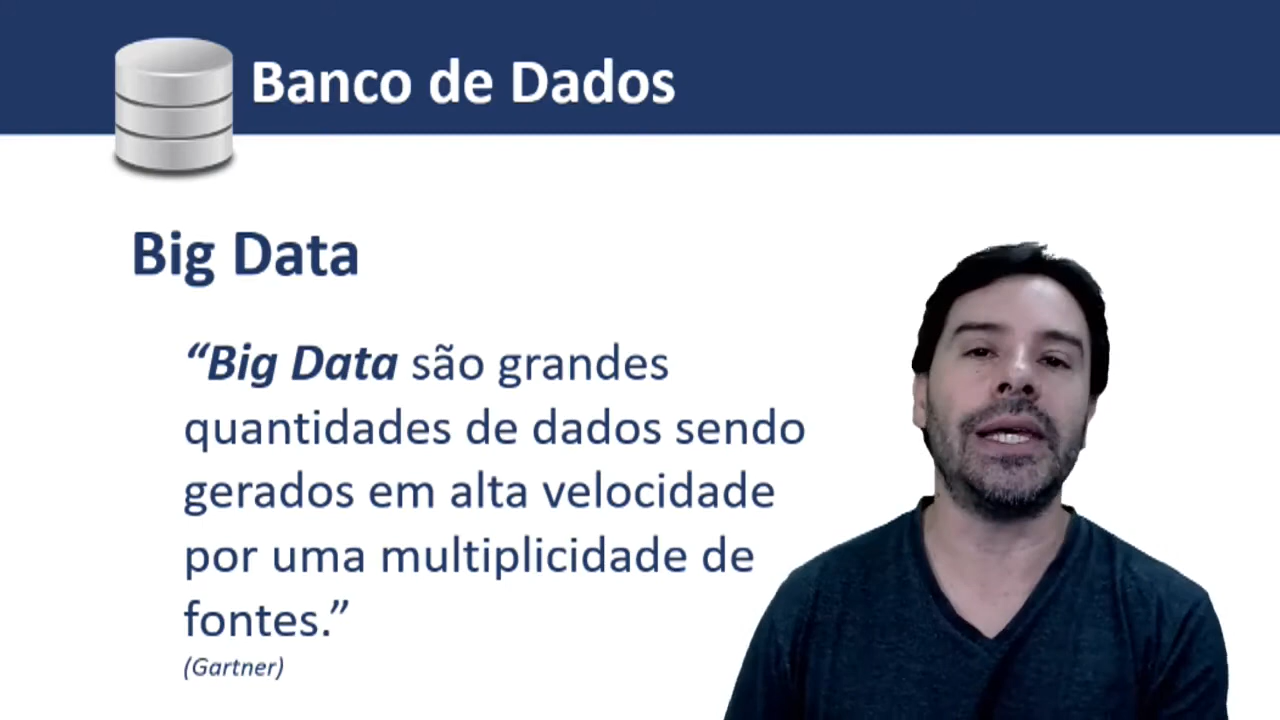 Banco de Dados
Big Data
“Big Data são grandes
quantidades de dados sendo
gerados em alta velocidade
por uma multiplicidade de
fontes.”
(Gartner)